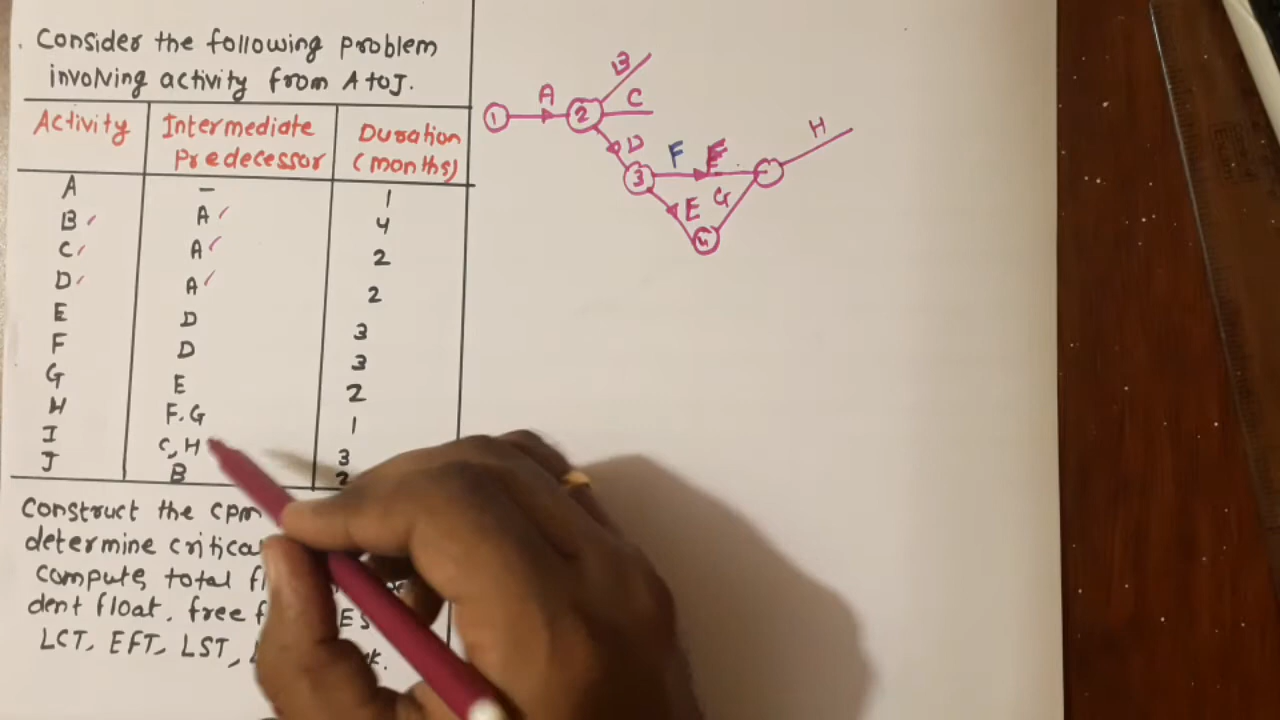 Consider the following problem
involving activity from A to J.
Activity Intermediate Predecessor Duration (months)
A - 1
B A 4
C A 2
D A 2
E D 3
F D 3
G E 2
H F, G 1
I C, H 3
J B 2
Construct the cpm
determine
compute total
dent float, free
LCT, EFT, LST,
1 A 2 B C D 3 F E G 4 H